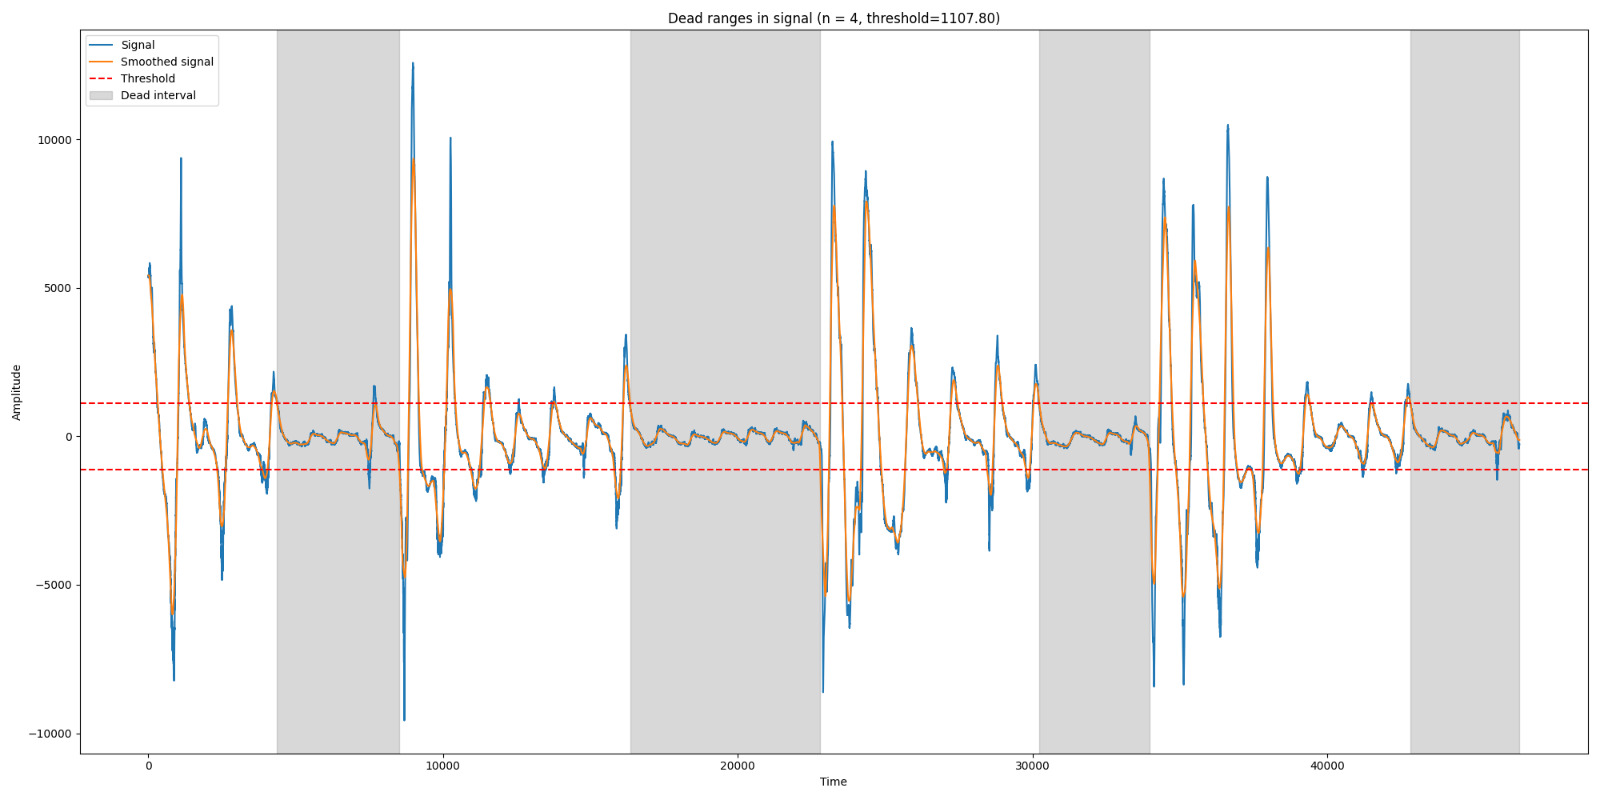 Dead ranges in signal (n = 4, threshold=1107.80)
Signal
Smoothed signal
Threshold
Dead interval
Amplitude
10000
5000
0
−5000
−10000
0
10000
20000
30000
40000
Time